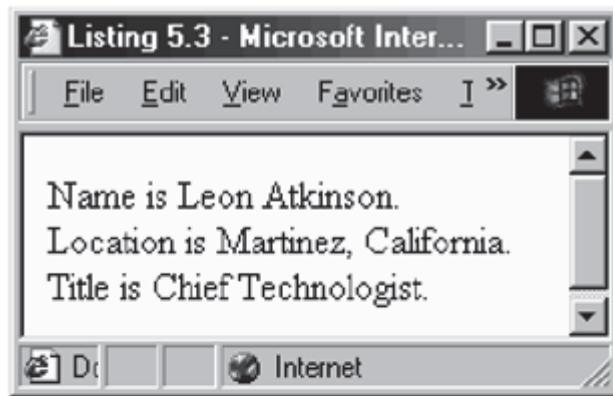 Listing 5.3 - Microsoft Inter...
File Edit View Favorites T »
Name is Leon Atkinson.
Location is Martinez, California.
Title is Chief Technologist.
Do Internet